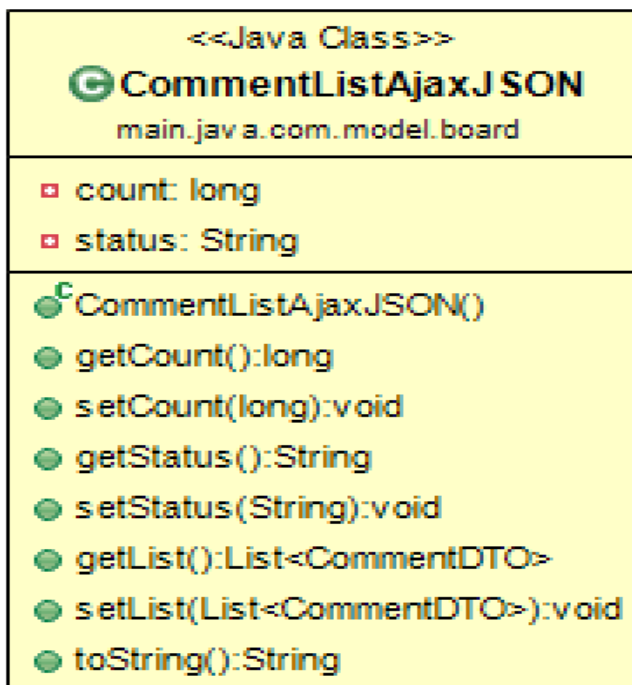 <<Java Class>>
CommentListAjaxJSON
main.java.com.model.board
count: long
status: String
CommentListAjaxJSON()
getCount():long
setCount(long):void
getStatus():String
setStatus(String):void
getList():List<CommentDTO>
setList(List<CommentDTO>):void
toString():String